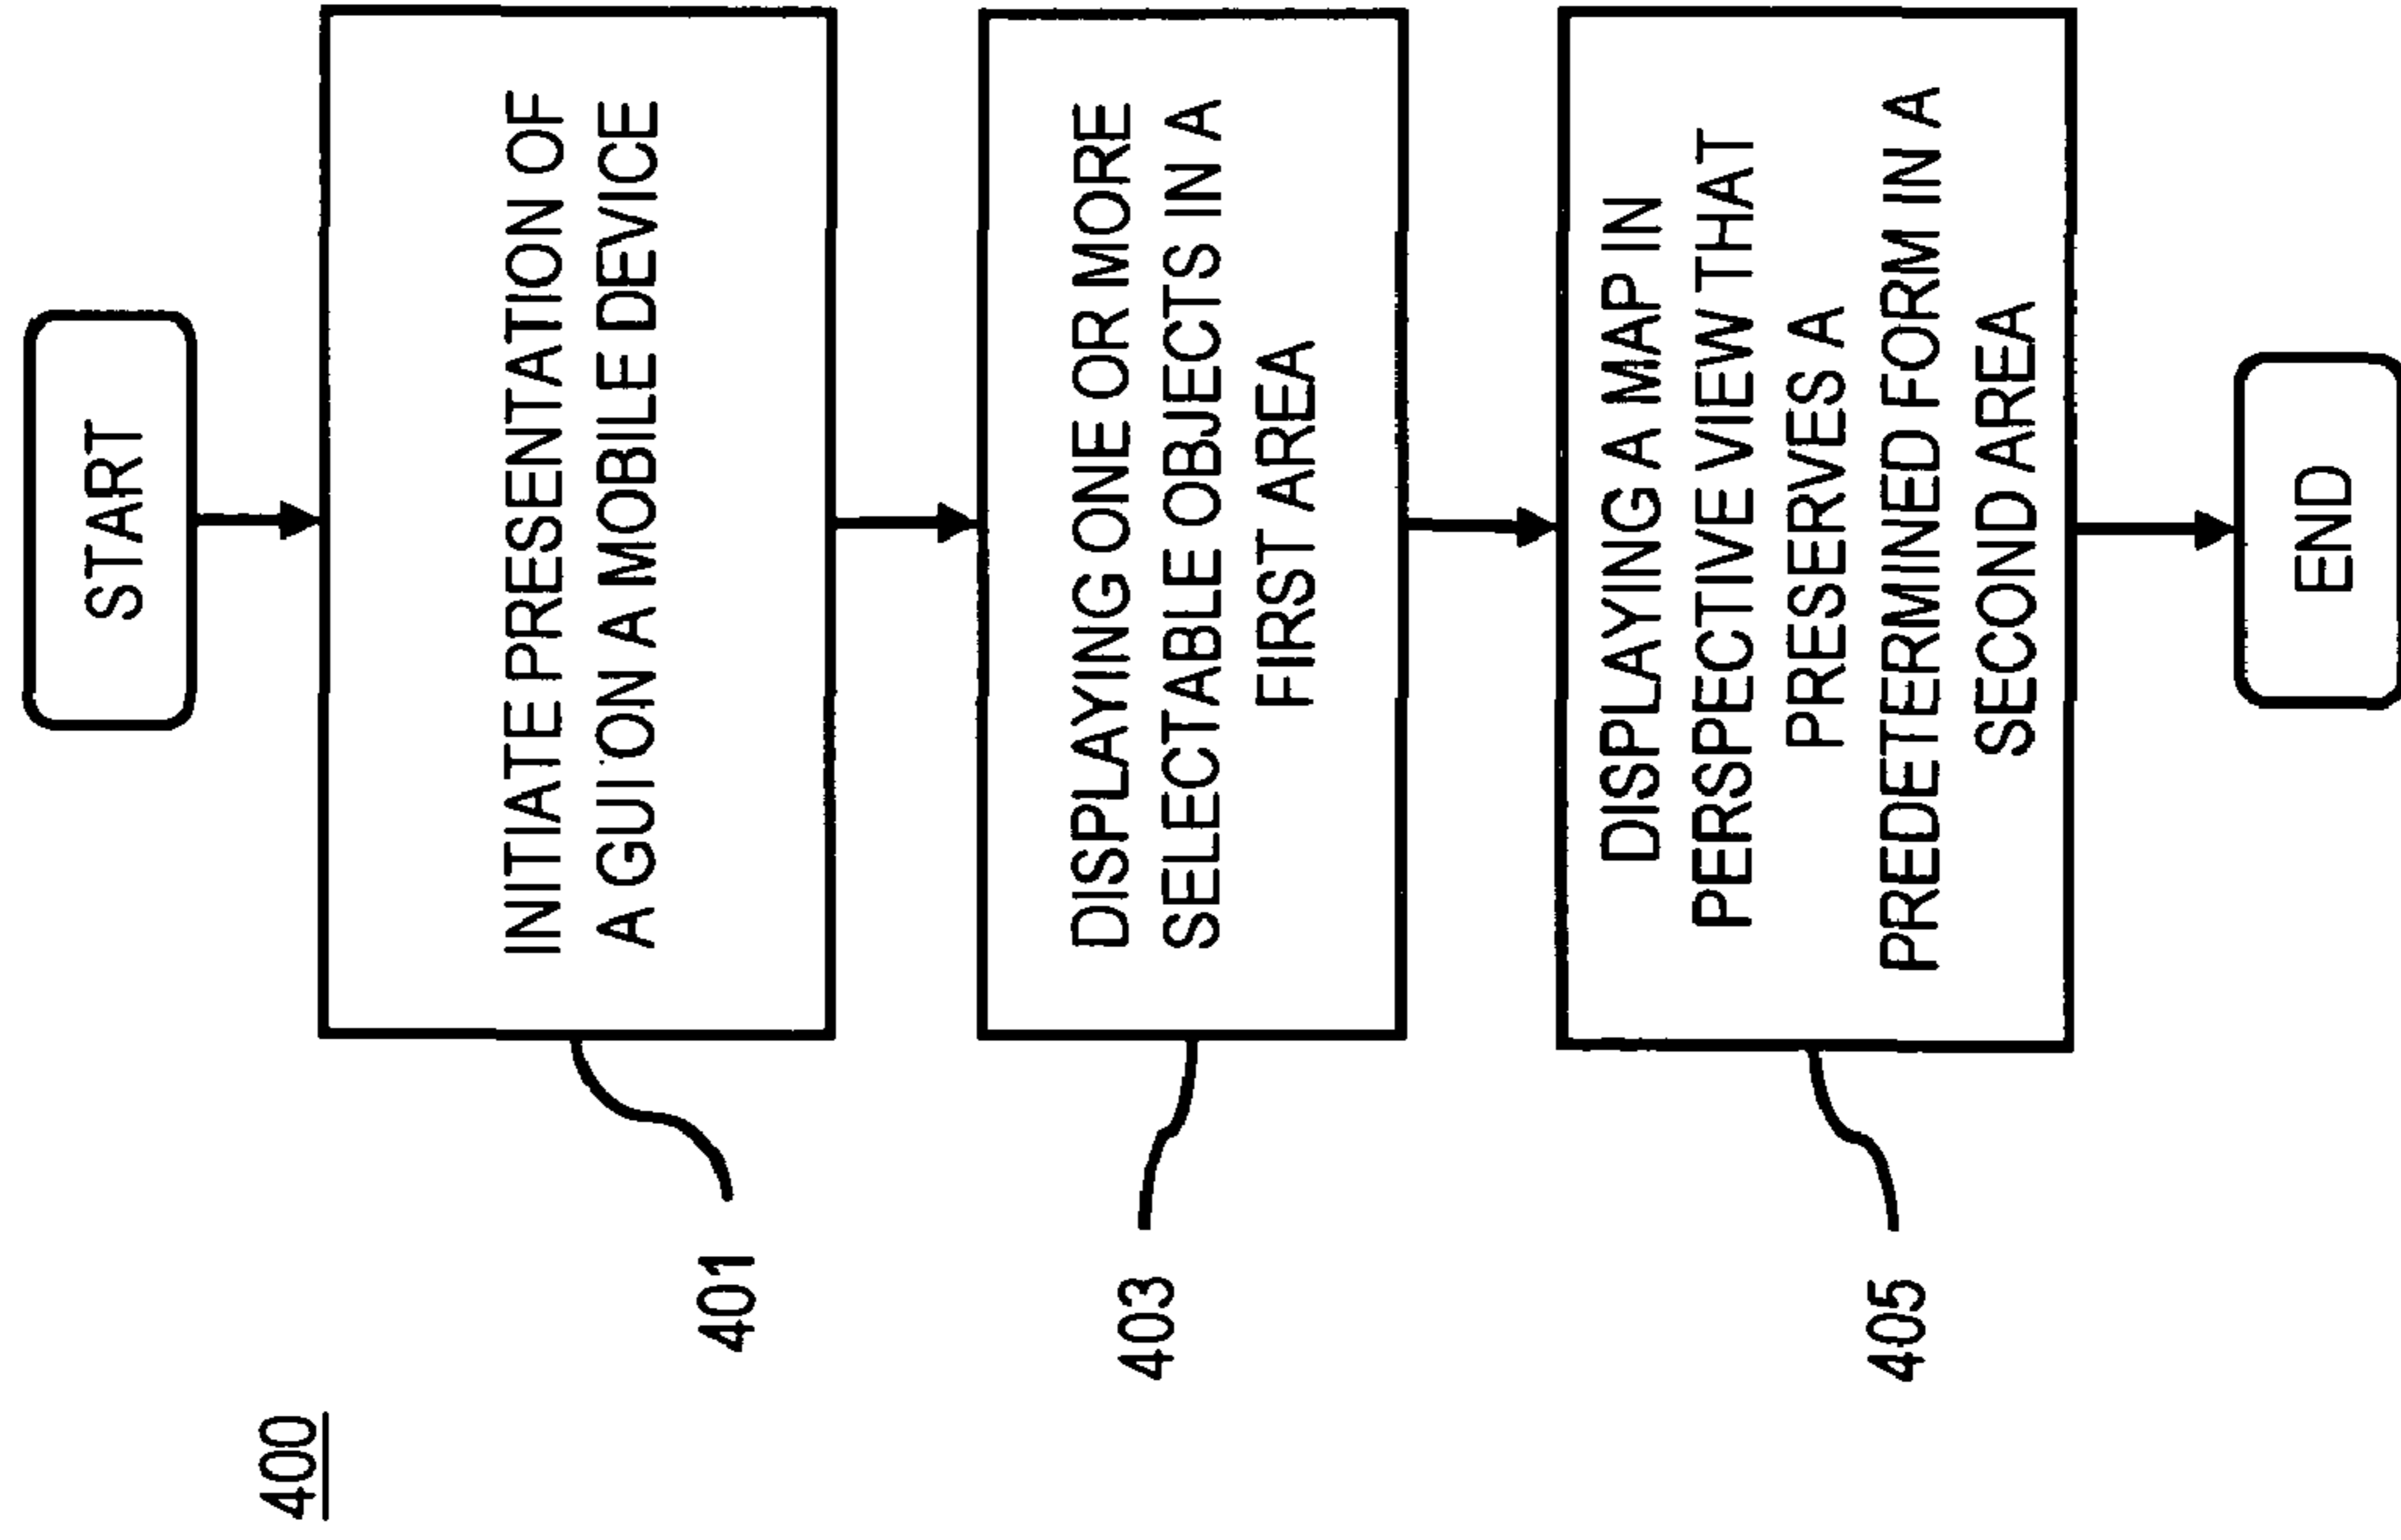 400
START
INITIATE PRESENTATION OF
A GUI ON A MOBILE DEVICE
401
DISPLAYING ONE OR MORE
SELECTABLE OBJECTS IN A
FIRST AREA
403
DISPLAYING A MAP IN
PERSPECTIVE VIEW THAT
PRESERVES A
PREDETERMINED FORM IN A
SECOND AREA
405
END